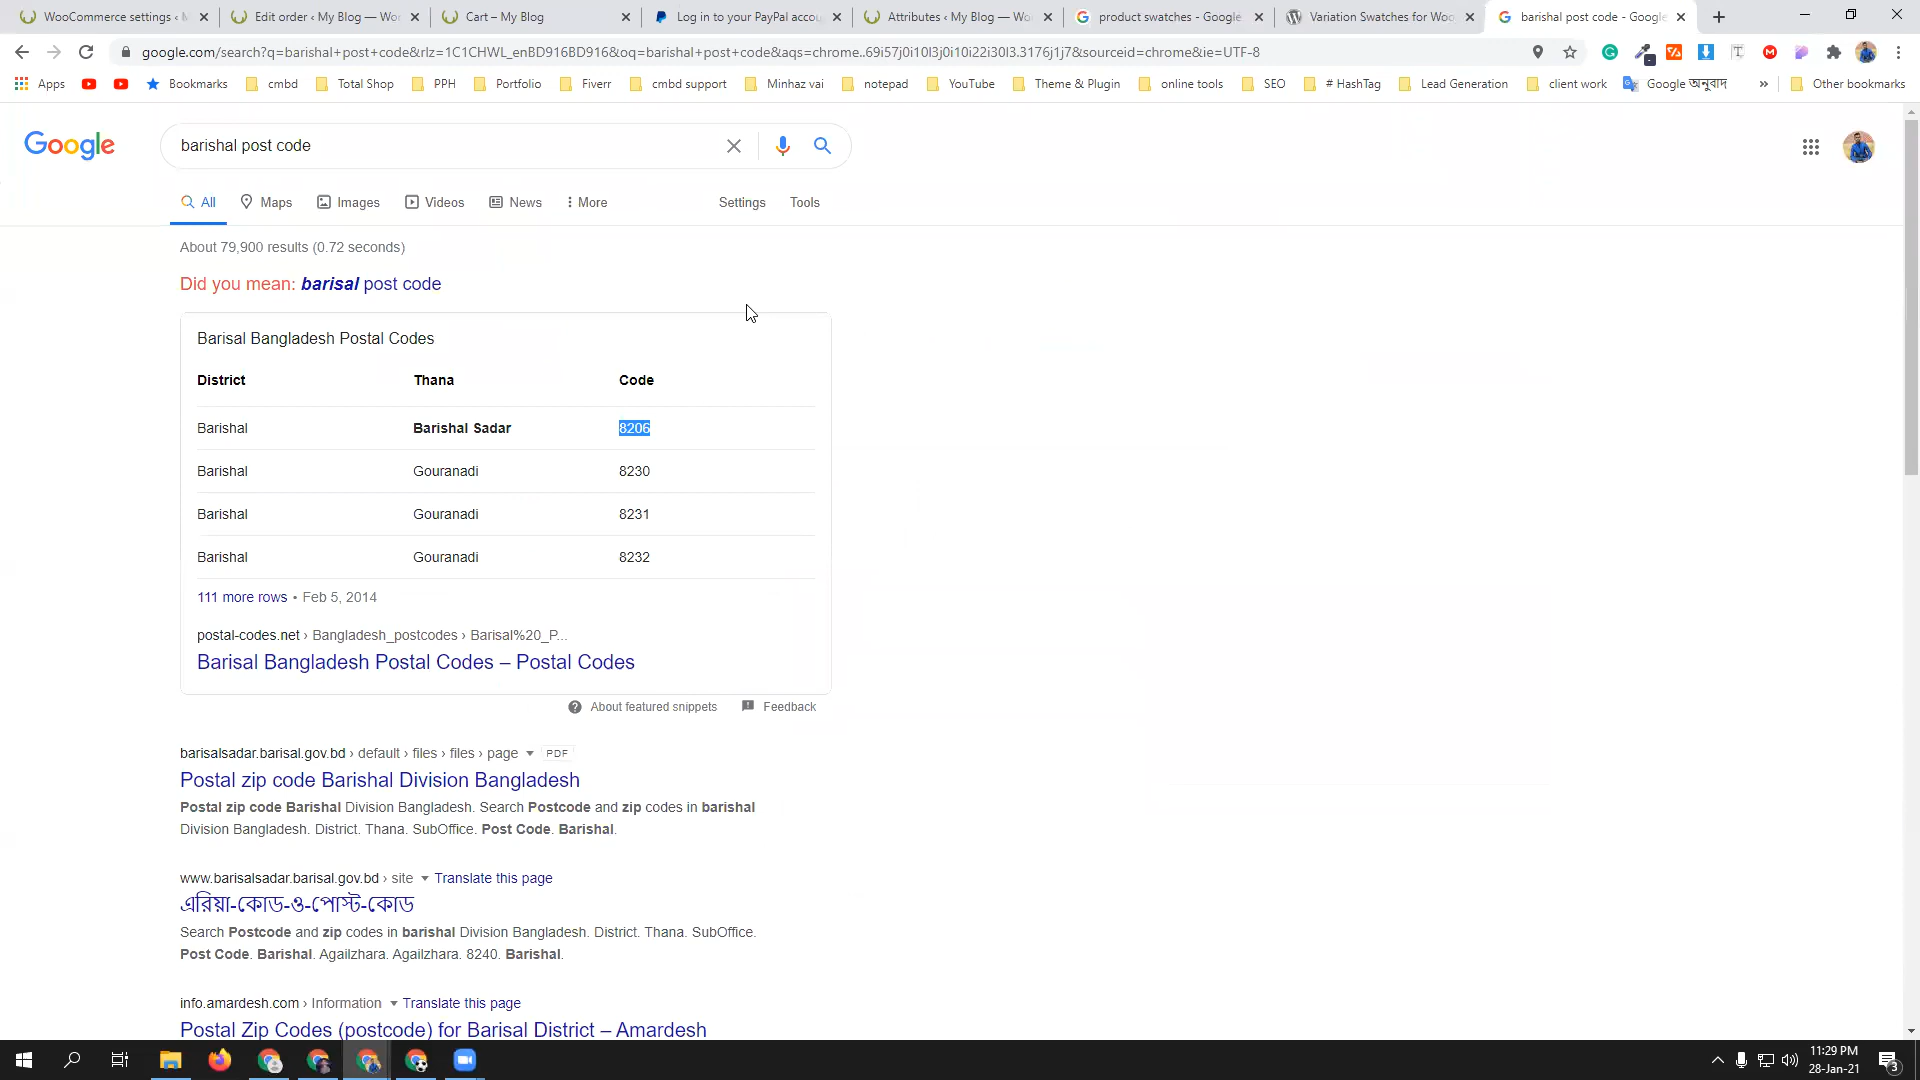 WooCommerce settings ‹ M
Edit order ‹ My Blog — Woo
Cart – My Blog
Log in to your PayPal accou
Attributes ‹ My Blog — Wo
product swatches - Google
Variation Swatches for Woo
barishal post code - Google
google.com/search?q=barishal+post+code&rlz=1C1CHWL_enBD916BD916&oq=barishal+post+code&aqs=chrome..69i57j0i10l3j0i10i22i30l3.3176j1j7&sourceid=chrome&ie=UTF-8
Apps
Bookmarks
cmbd
Total Shop
PPH
Portfolio
Fiverr
cmbd support
Minhaz vai
notepad
YouTube
Theme & Plugin
online tools
SEO
# HashTag
Lead Generation
client work
Google অনুবাদ
»
Other bookmarks
Google
barishal post code
All
Maps
Images
Videos
News
More
Settings
Tools
About 79,900 results (0.72 seconds)
Did you mean: barisal post code
Barisal Bangladesh Postal Codes
District Thana Code
Barishal Barishal Sadar 8206
Barishal Gouranadi 8230
Barishal Gouranadi 8231
Barishal Gouranadi 8232
111 more rows • Feb 5, 2014
postal-codes.net › Bangladesh_postcodes › Barisal%20_P...
Barisal Bangladesh Postal Codes – Postal Codes
About featured snippets
Feedback
barisalsadar.barisal.gov.bd › default › files › files › page PDF
Postal zip code Barishal Division Bangladesh
Postal zip code Barishal Division Bangladesh. Search Postcode and zip codes in barishal
Division Bangladesh. District. Thana. SubOffice. Post Code. Barishal.
www.barisalsadar.barisal.gov.bd › site Translate this page
এরিয়া-কোড-ও-পোস্ট-কোড
Search Postcode and zip codes in barishal Division Bangladesh. District. Thana. SubOffice.
Post Code. Barishal. Agailzhara. Agailzhara. 8240. Barishal.
info.amardesh.com › Information Translate this page
Postal Zip Codes (postcode) for Barisal District – Amardesh
11:29 PM
28-Jan-21
3